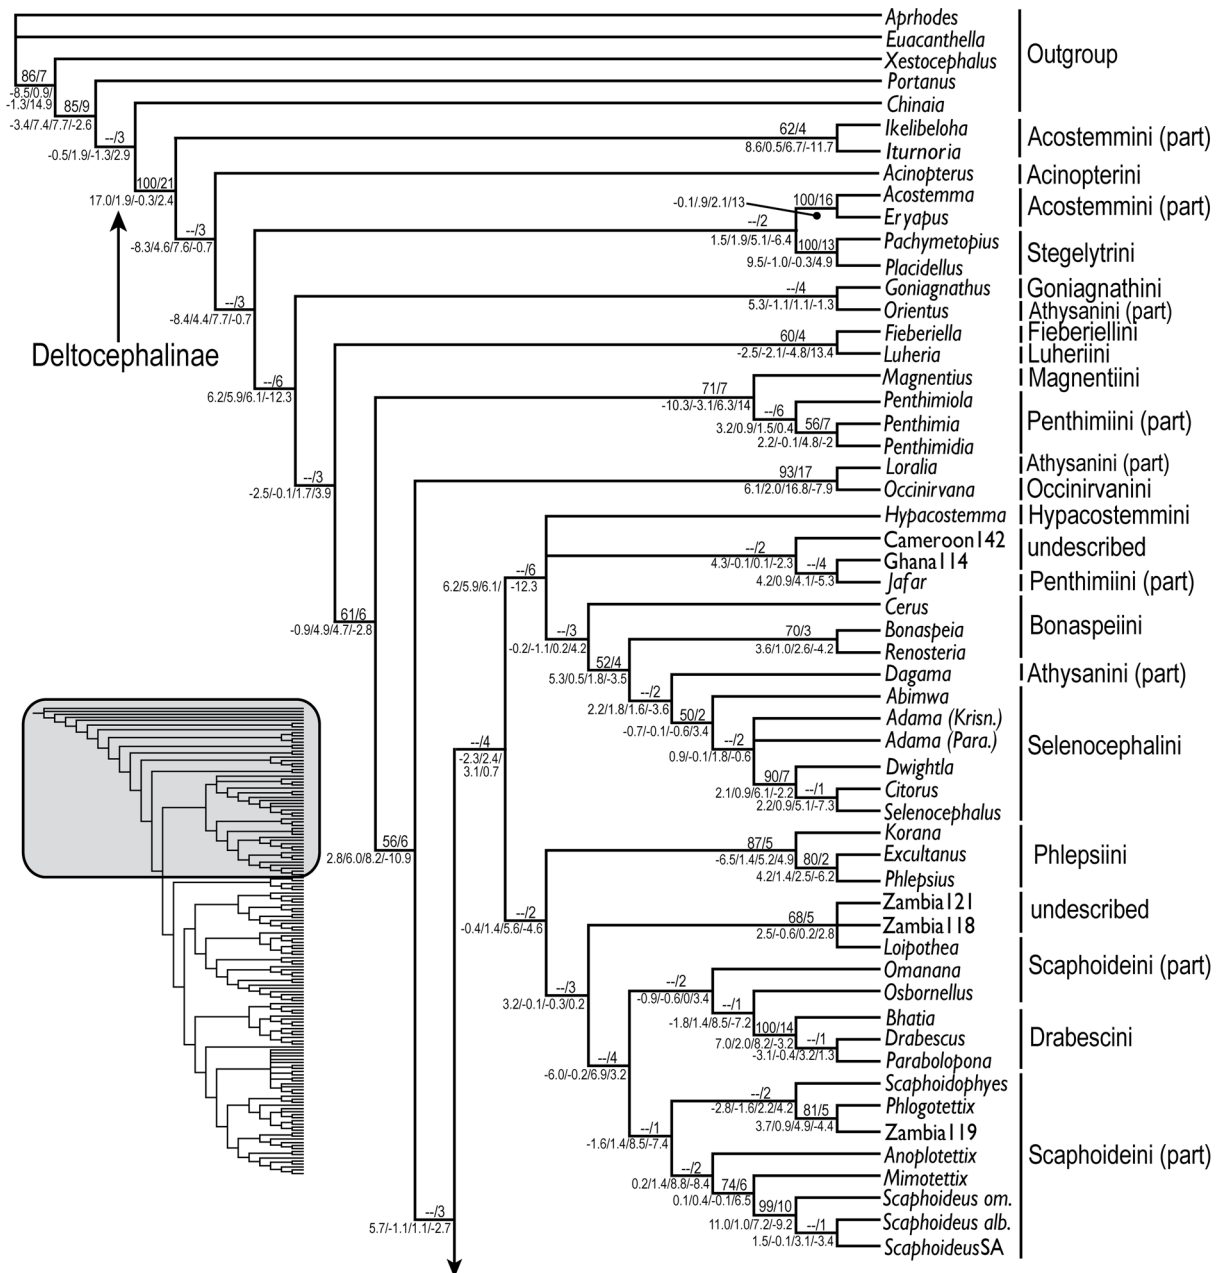 Aprhodes
Euacanthella
Xestocephalus
Outgroup
86/7
-8.5/0.9/
-1.3/14.9
Portanus
85/9
-3.4/7.4/7.7/-2.6
Chinaia
--/3
-0.5/1.9/-1.3/2.9
62/4
8.6/0.5/6.7/-11.7
Ikelibeloha
Iturnoria
Acostemmini (part)
100/21
17.0/1.9/-0.3/2.4
Acinopterus
Acinopterini
Deltocephalinae
--/3
-8.3/4.6/7.6/-0.7
-0.1/.9/2.1/13
100/16
Acostemma
Eryapus
Acostemmini (part)
--/2
1.5/1.9/5.1/-6.4
100/13
9.5/-1.0/-0.3/4.9
Pachymetopius
Placidellus
Stegelytrini
--/3
-8.4/4.4/7.7/-0.7
--/4
5.3/-1.1/1.1/-1.3
Goniagnathus
Goniagnathini
Orientus
Athysanini (part)
60/4
-2.5/-2.1/-4.8/13.4
Fieberiella
Fieberiellini
Luheria
Luheriini
--/6
6.2/5.9/6.1/-12.3
71/7
-10.3/-3.1/6.3/14
Magnentius
Magnentiini
--/6
3.2/0.9/1.5/0.4
56/7
2.2/-0.1/4.8/-2
Penthimiola
Penthimia
Penthimidia
Penthimiini (part)
--/3
-2.5/-0.1/1.7/3.9
93/17
6.1/2.0/16.8/-7.9
Loralia
Athysanini (part)
Occinirvana
Occinirvanini
Hypacostemma
Hypacostemmini
--/6
6.2/5.9/6.1/
-12.3
--/2
4.3/-0.1/0.1/-2.3
--/4
4.2/0.9/4.1/-5.3
Cameroon142
Ghana114
undescribed
Jafar
Penthimiini (part)
61/6
-0.9/4.9/4.7/-2.8
--/3
-0.2/-1.1/0.2/4.2
Cerus
70/3
3.6/1.0/2.6/-4.2
Bonaspeia
Renosteria
Bonaspeiini
52/4
5.3/0.5/1.8/-3.5
Dagama
Athysanini (part)
--/2
2.2/1.8/1.6/-3.6
Abimwa
50/2
-0.7/-0.1/-0.6/3.4
Adama (Krisn.)
Adama (Para.)
Selenocephalini
--/2
0.9/-0.1/1.8/-0.6
Dwightla
90/7
2.1/0.9/6.1/-2.2
Citorus
--/1
2.2/0.9/5.1/-7.3
Selenocephalus
--/4
-2.3/2.4/
3.1/0.7
56/6
2.8/6.0/8.2/-10.9
87/5
-6.5/1.4/5.2/4.9
Korana
80/2
4.2/1.4/2.5/-6.2
Excultanus
Phlepsius
Phlepsiini
--/2
-0.4/1.4/5.6/-4.6
68/5
2.5/-0.6/0.2/2.8
Zambia121
Zambia118
undescribed
Loipothea
Scaphoideini (part)
Omanana
Osbornellus
--/3
3.2/-0.1/-0.3/0.2
--/2
-0.9/-0.6/0/3.4
--/1
-1.8/1.4/8.5/-7.2
100/14
7.0/2.0/8.2/-3.2
Bhatia
Drabescus
Parabolopona
Drabescini
--/1
-3.1/-0.4/3.2/1.3
--/4
-6.0/-0.2/6.9/3.2
--/2
-2.8/-1.6/2.2/4.2
81/5
3.7/0.9/4.9/-4.4
Scaphoidophyes
Phlogotettix
Zambia119
--/1
-1.6/1.4/8.5/-7.4
Anoplotettix
Scaphoideini (part)
--/2
0.2/1.4/8.8/-8.4
Mimotettix
74/6
0.1/0.4/-0.1/6.5
Scaphoideus om.
99/10
11.0/1.0/7.2/-9.2
Scaphoideus alb.
--/1
1.5/-0.1/3.1/-3.4
ScaphoideusSA
--/3
5.7/-1.1/1.1/-2.7